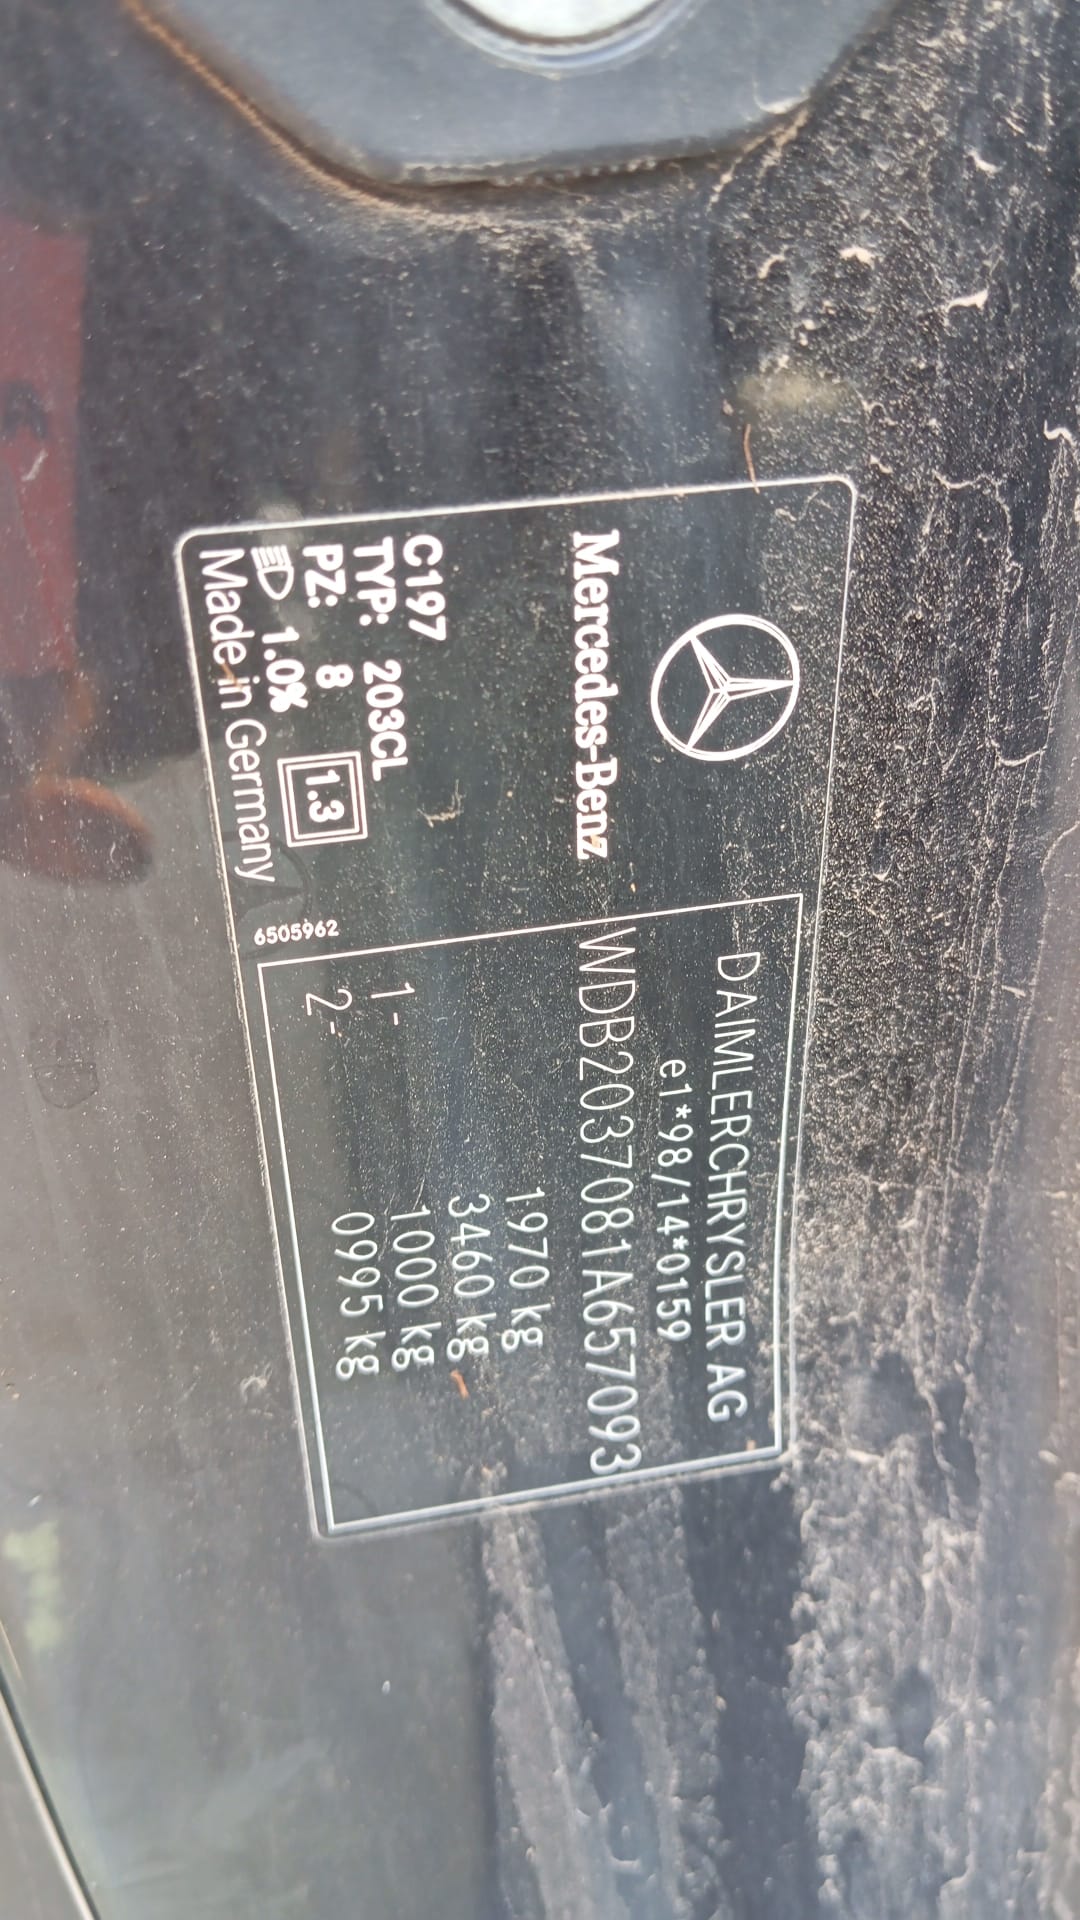 Mercedes-Benz
C197
TYP: 203CL
PZ: 8
1.0%
1.3
Made in Germany
6505962
DAIMLERCHRYSLER AG
e1*98/14*0159
WDB2037081A657093
1970 kg
3460 kg
1- 1000 kg
2- 0995 kg